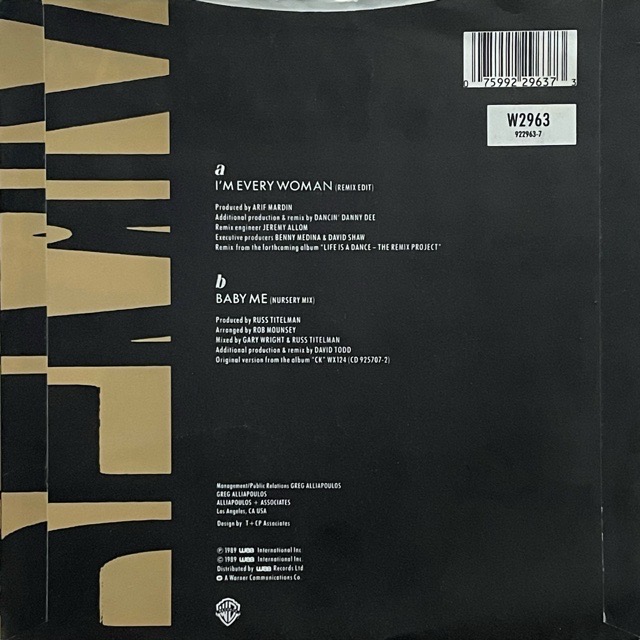 0 75992 29637 3
W2963
922963-7
a
I'M EVERY WOMAN (REMIX EDIT)
Produced by ARIF MARDIN
Additional production & remix by DANCIN' DANNY DEE
Remix engineer JEREMY ALLOM
Executive producers BENNY MEDINA & DAVID SHAW
Remix from the forthcoming album "LIFE IS A DANCE – THE REMIX PROJECT"
b
BABY ME (NURSERY MIX)
Produced by RUSS TITELMAN
Arranged by ROB MOUNSEY
Mixed by GARY WRIGHT & RUSS TITELMAN
Additional production & remix by DAVID TODD
Original version from the album "CK" WX124 (CD 925707-2)
Management/Public Relations GREG ALLIAPOULOS
GREG ALLIAPOULOS
ALLIAPOULOS + ASSOCIATES
Los Angeles, CA USA
Design by T+CP Associates
℗ 1989 wea International Inc.
© 1989 wea International Inc.
Distributed by wea Records Ltd
A Warner Communications Co.